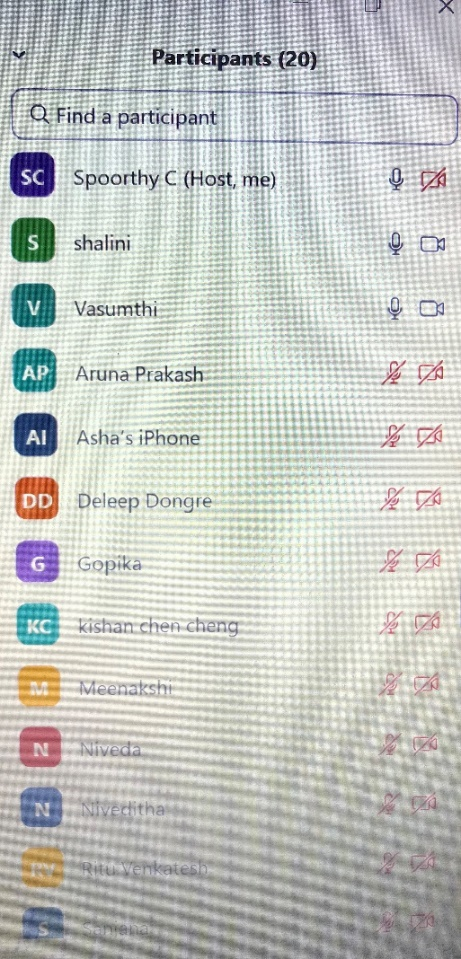 Participants (20)
Find a participant
SC Spoorthy C (Host, me)
S shalini
V Vasumthi
AP Aruna Prakash
AI Asha's iPhone
DD Deleep Dongre
G Gopika
KC kishan chen cheng
M Meenakshi
N Niveda
N Niveditha
RV Ritu Venkatesh
S Sanjana